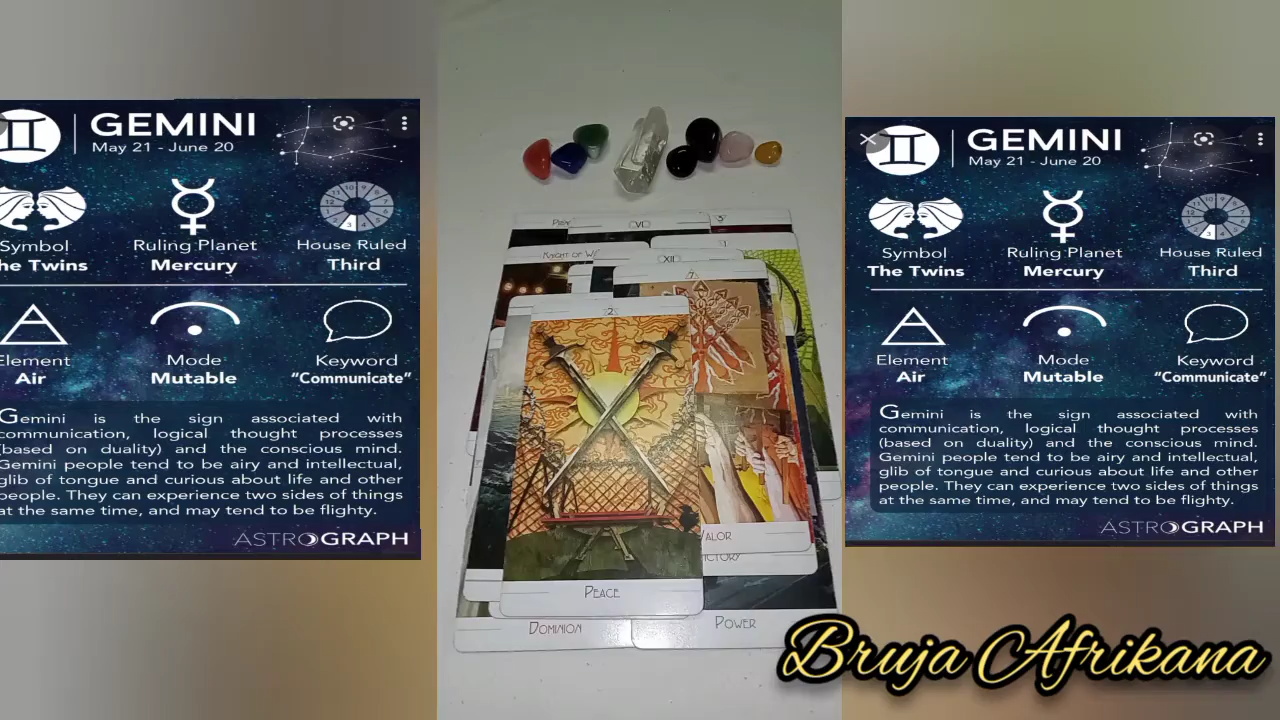 GEMINI
May 21 - June 20
Symbol
he Twins
Ruling Planet
Mercury
House Ruled
Third
Element
Air
Mode
Mutable
Keyword
"Communicate"
Gemini is the sign associated with
communication, logical thought processes
(based on duality) and the conscious mind.
Gemini people tend to be airy and intellectual,
glib of tongue and curious about life and other
people. They can experience two sides of things
at the same time, and may tend to be flighty.
ASTROGRAPH
VI
KNIGHT OF W
XII
7
2
VALOR
VICTORY
PEACE
DOMINION
POWER
GEMINI
May 21 - June 20
Symbol
The Twins
Ruling Planet
Mercury
House Ruled
Third
Element
Air
Mode
Mutable
Keyword
"Communicate"
Gemini is the sign associated with
communication, logical thought processes
(based on duality) and the conscious mind.
Gemini people tend to be airy and intellectual,
glib of tongue and curious about life and other
people. They can experience two sides of things
at the same time, and may tend to be flighty.
ASTROGRAPH
Bruja Afrikana